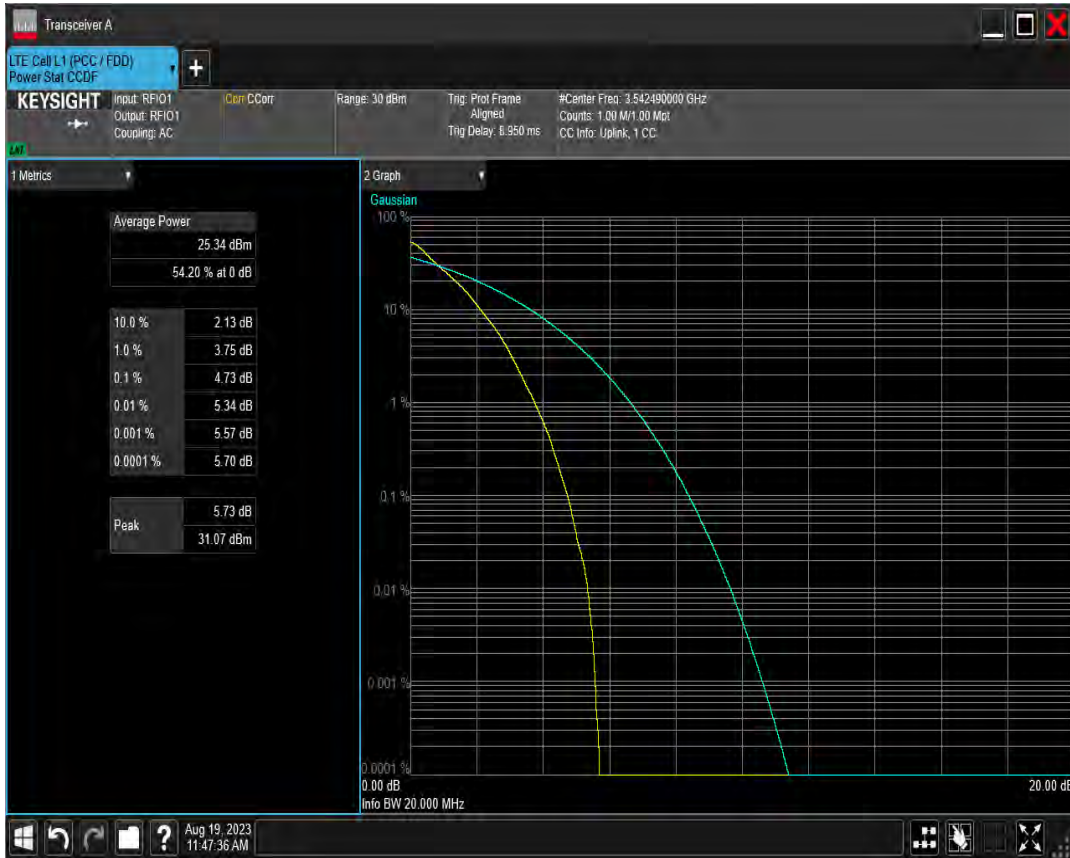 Transceiver A
LTE Cell L1 (PCC / FDD)
Power Stat CCDF
+
KEYSIGHT
Input: RFIO1
Output: RFIO1
Coupling: AC
Corr CCorr
Range: 30 dBm
Trig: Prot Frame
Aligned
Trig Delay: 8.950 ms
#Center Freq: 3.542490000 GHz
Counts: 1.00 M/1.00 Mpt
CC Info: Uplink, 1 CC
1 Metrics
Average Power
25.34 dBm
54.20 % at 0 dB
10.0 % 2.13 dB
1.0 % 3.75 dB
0.1 % 4.73 dB
0.01 % 5.34 dB
0.001 % 5.57 dB
0.0001 % 5.70 dB
Peak
5.73 dB
31.07 dBm
2 Graph
Gaussian
100 %
10 %
1 %
0.1 %
0.01 %
0.001 %
0.0001 %
0.00 dB 20.00 dB
Info BW 20.000 MHz
?
Aug 19, 2023
11:47:36 AM